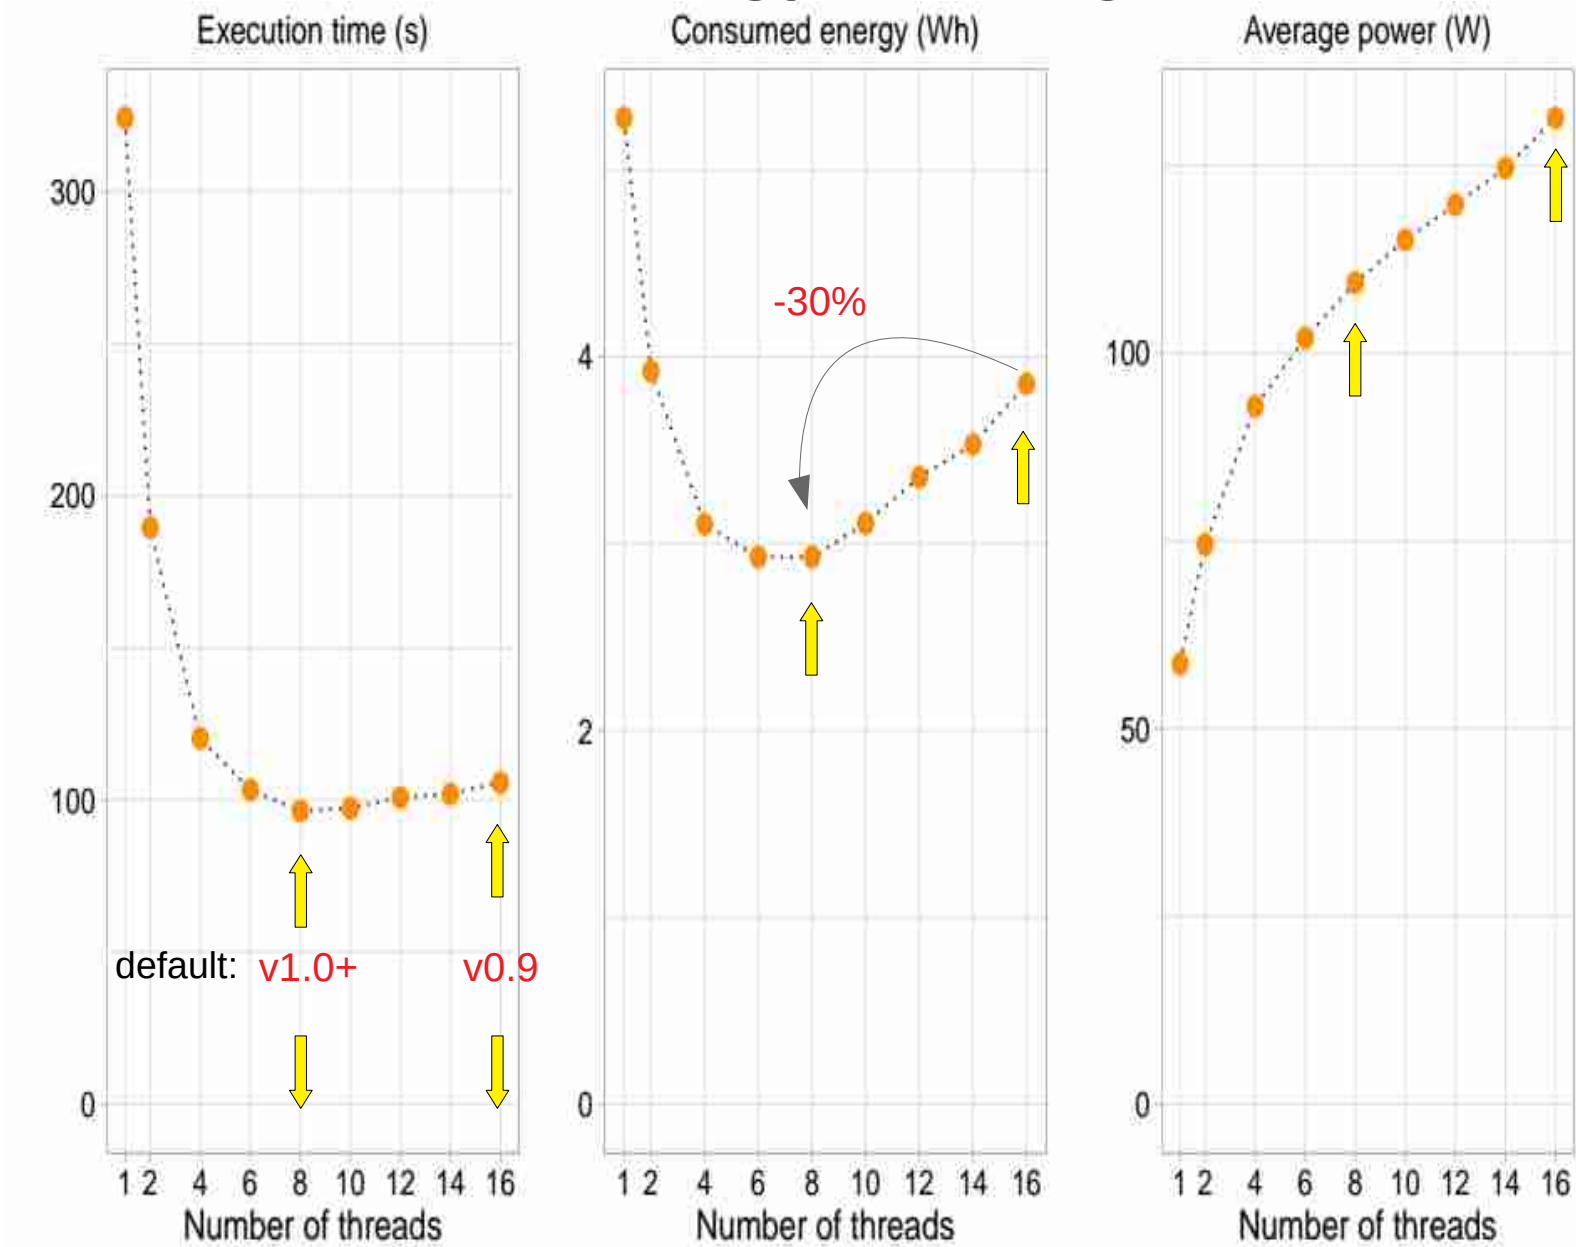 Execution time (s)
Consumed energy (Wh)
Average power (W)
300
200
100
0
default: v1.0+ v0.9
1 2 4 6 8 10 12 14 16
Number of threads
-30%
4
2
0
1 2 4 6 8 10 12 14 16
Number of threads
100
50
0
1 2 4 6 8 10 12 14 16
Number of threads